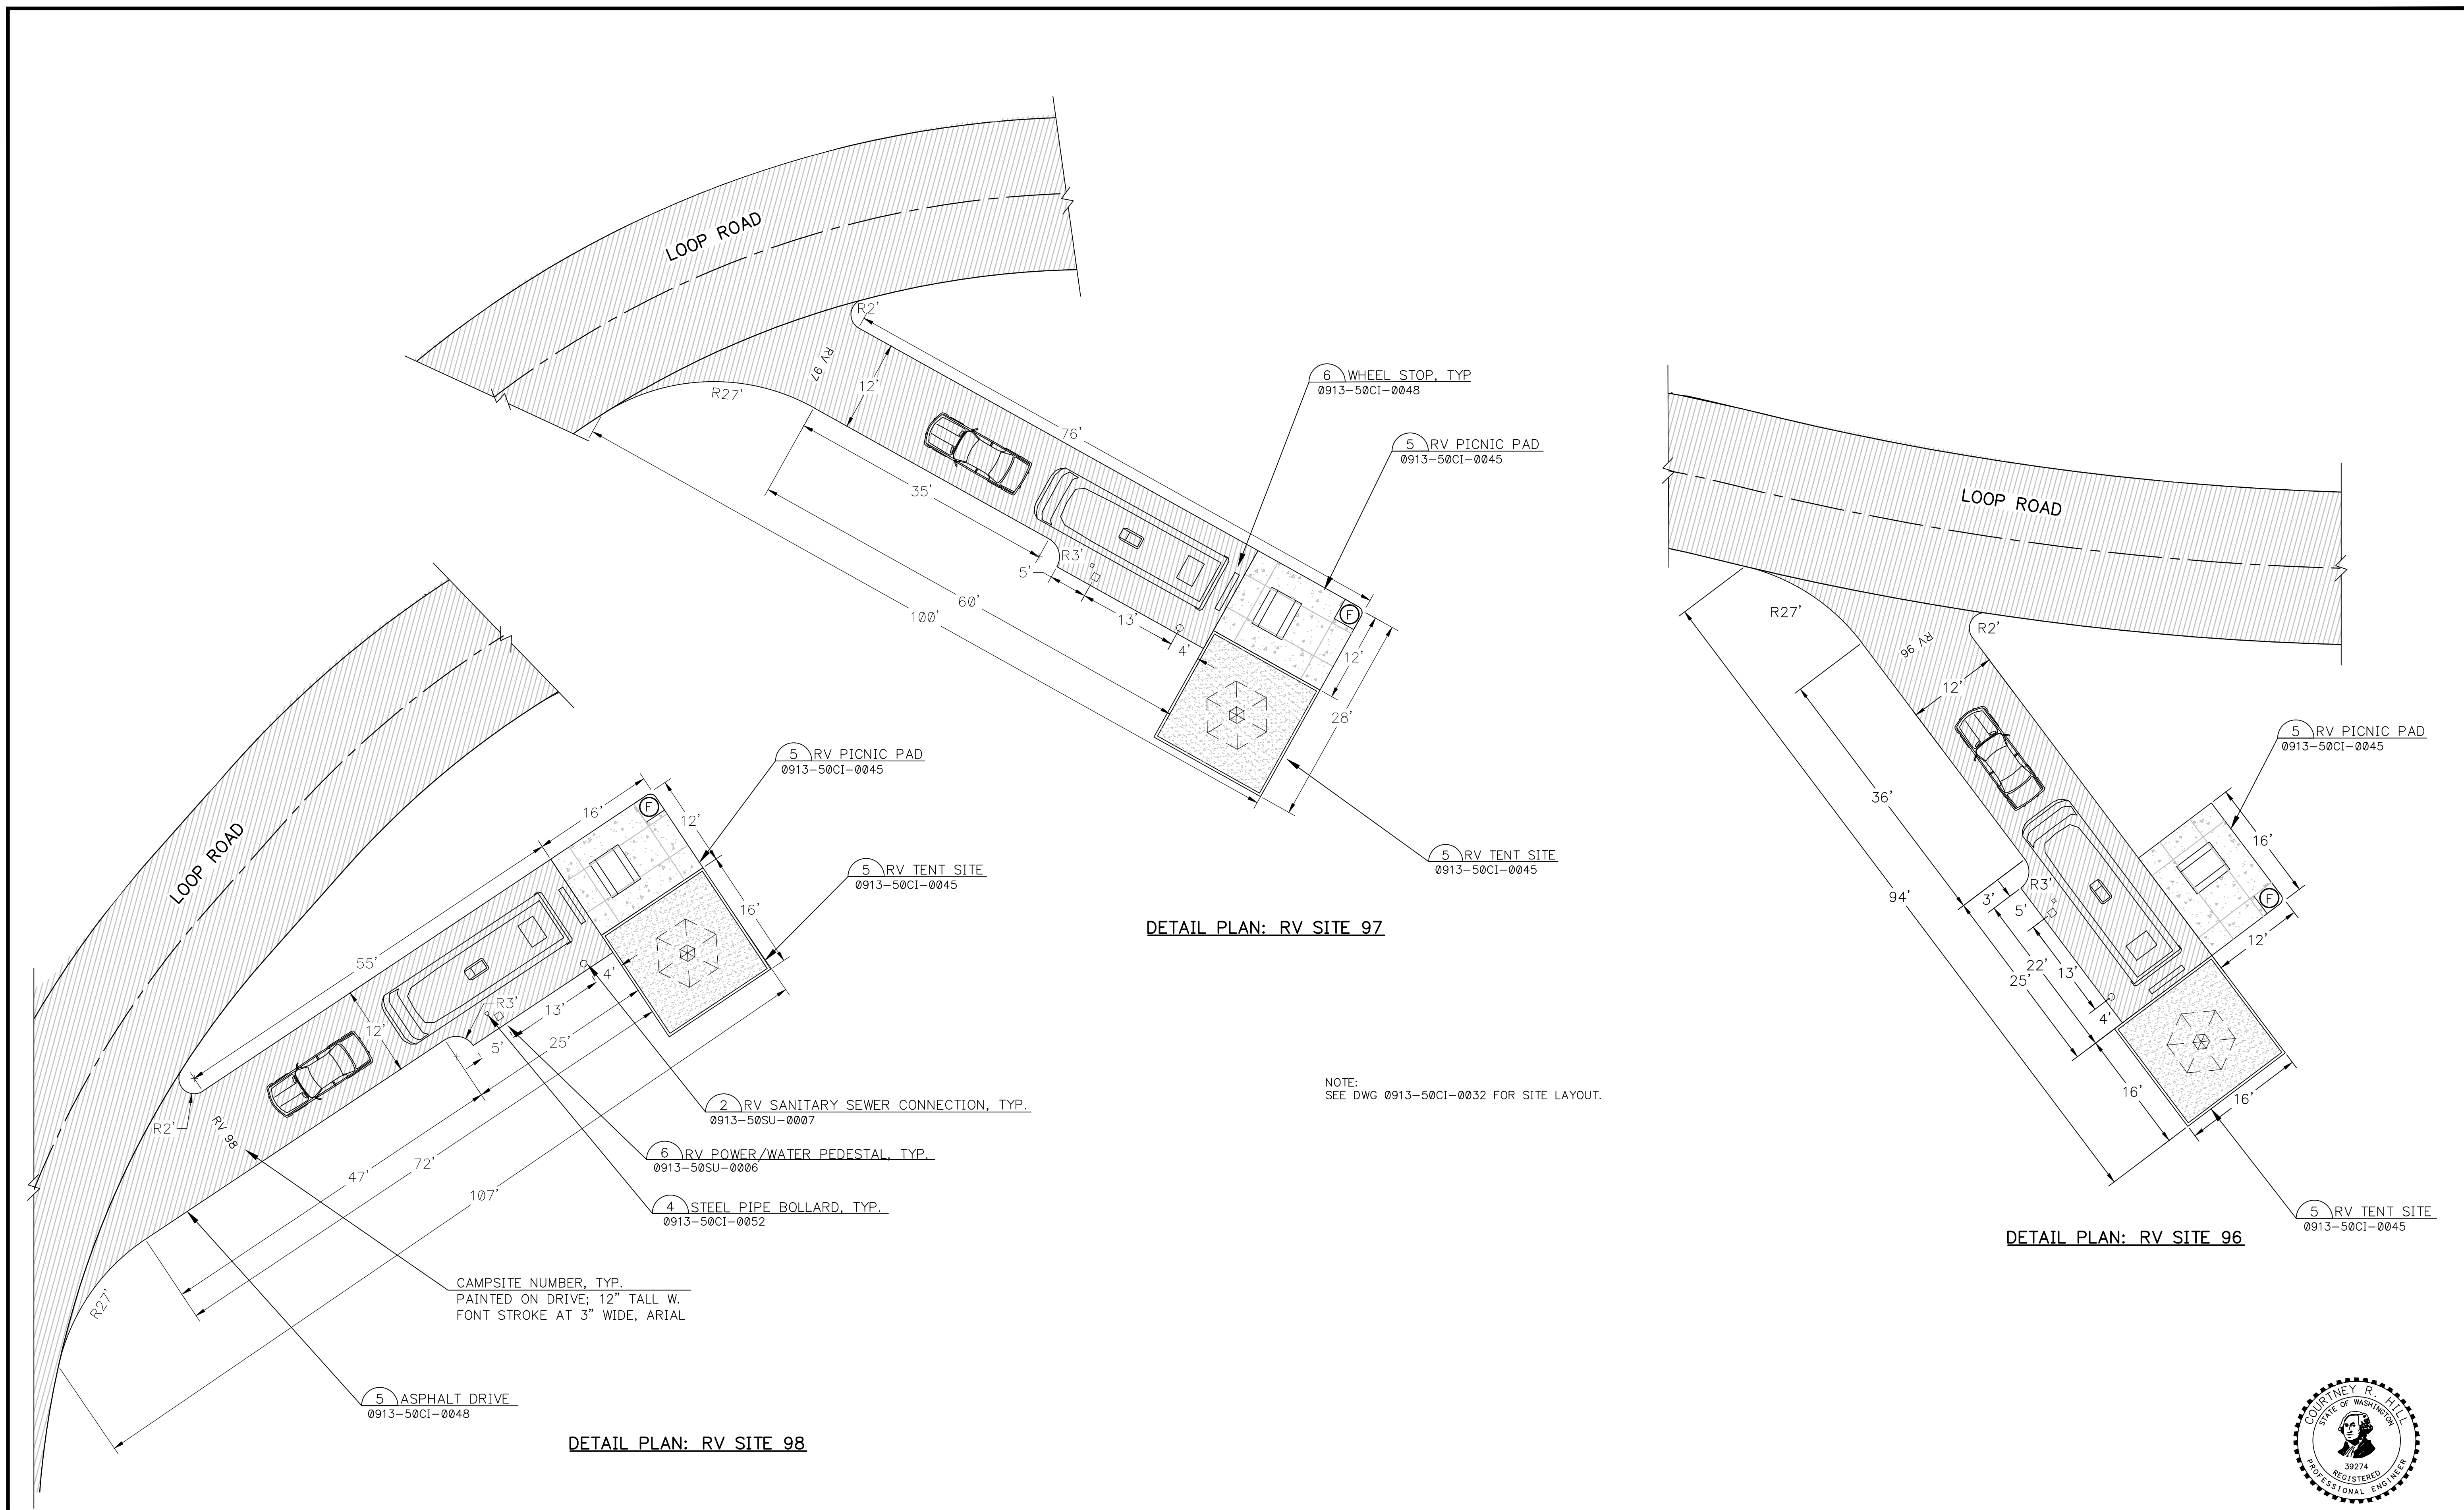 LOOP ROAD
R2'
RV 97
12'
R27'
76'
35'
R3'
5'
60'
100'
13'
4'
F
12'
28'
6 WHEEL STOP, TYP
0913-50CI-0048
5 RV PICNIC PAD
0913-50CI-0045
5 RV TENT SITE
0913-50CI-0045
DETAIL PLAN: RV SITE 97
LOOP ROAD
16'
F
12'
16'
55'
12'
R3'
4'
13'
5'
25'
R2'
RV 98
47'
72'
107'
R27'
5 RV PICNIC PAD
0913-50CI-0045
5 RV TENT SITE
0913-50CI-0045
2 RV SANITARY SEWER CONNECTION, TYP.
0913-50SU-0007
6 RV POWER/WATER PEDESTAL, TYP.
0913-50SU-0006
4 STEEL PIPE BOLLARD, TYP.
0913-50CI-0052
CAMPSITE NUMBER, TYP.
PAINTED ON DRIVE; 12" TALL W.
FONT STROKE AT 3" WIDE, ARIAL
5 ASPHALT DRIVE
0913-50CI-0048
DETAIL PLAN: RV SITE 98
NOTE:
SEE DWG 0913-50CI-0032 FOR SITE LAYOUT.
LOOP ROAD
R27'
R2'
RV 96
12'
36'
94'
R3'
3'
5'
22'
25'
13'
4'
16'
F
12'
16'
16'
5 RV PICNIC PAD
0913-50CI-0045
5 RV TENT SITE
0913-50CI-0045
DETAIL PLAN: RV SITE 96
COURTNEY R. HILL
STATE OF WASHINGTON
39274
REGISTERED
PROFESSIONAL ENGINEER